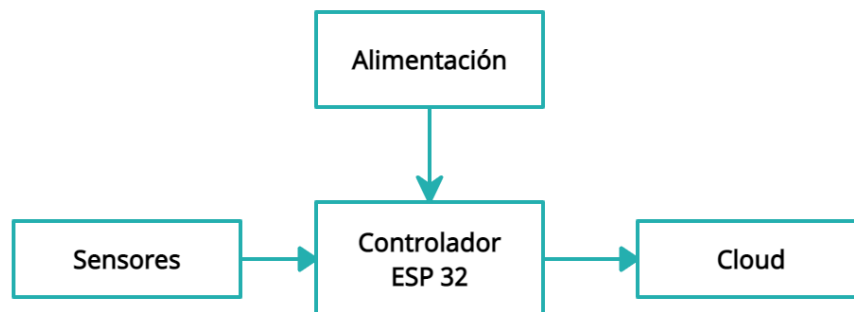 Alimentación
Sensores
Controlador
ESP 32
Cloud